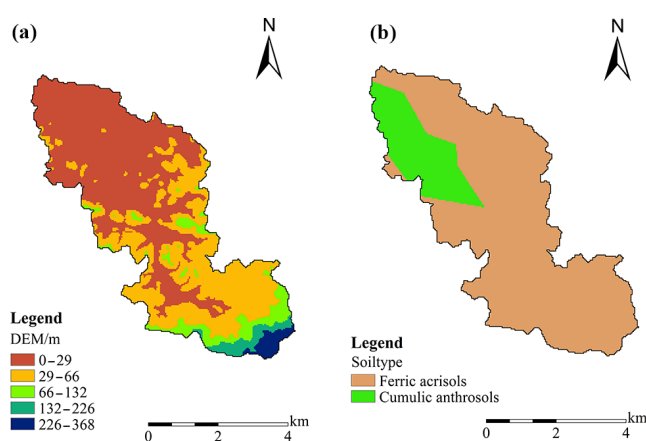 (a)
N
Legend
DEM/m
0-29
29-66
66-132
132-226
226-368
km
0 2 4
(b)
N
Legend
Soiltype
Ferric acrisols
Cumulic anthrosols
km
0 2 4